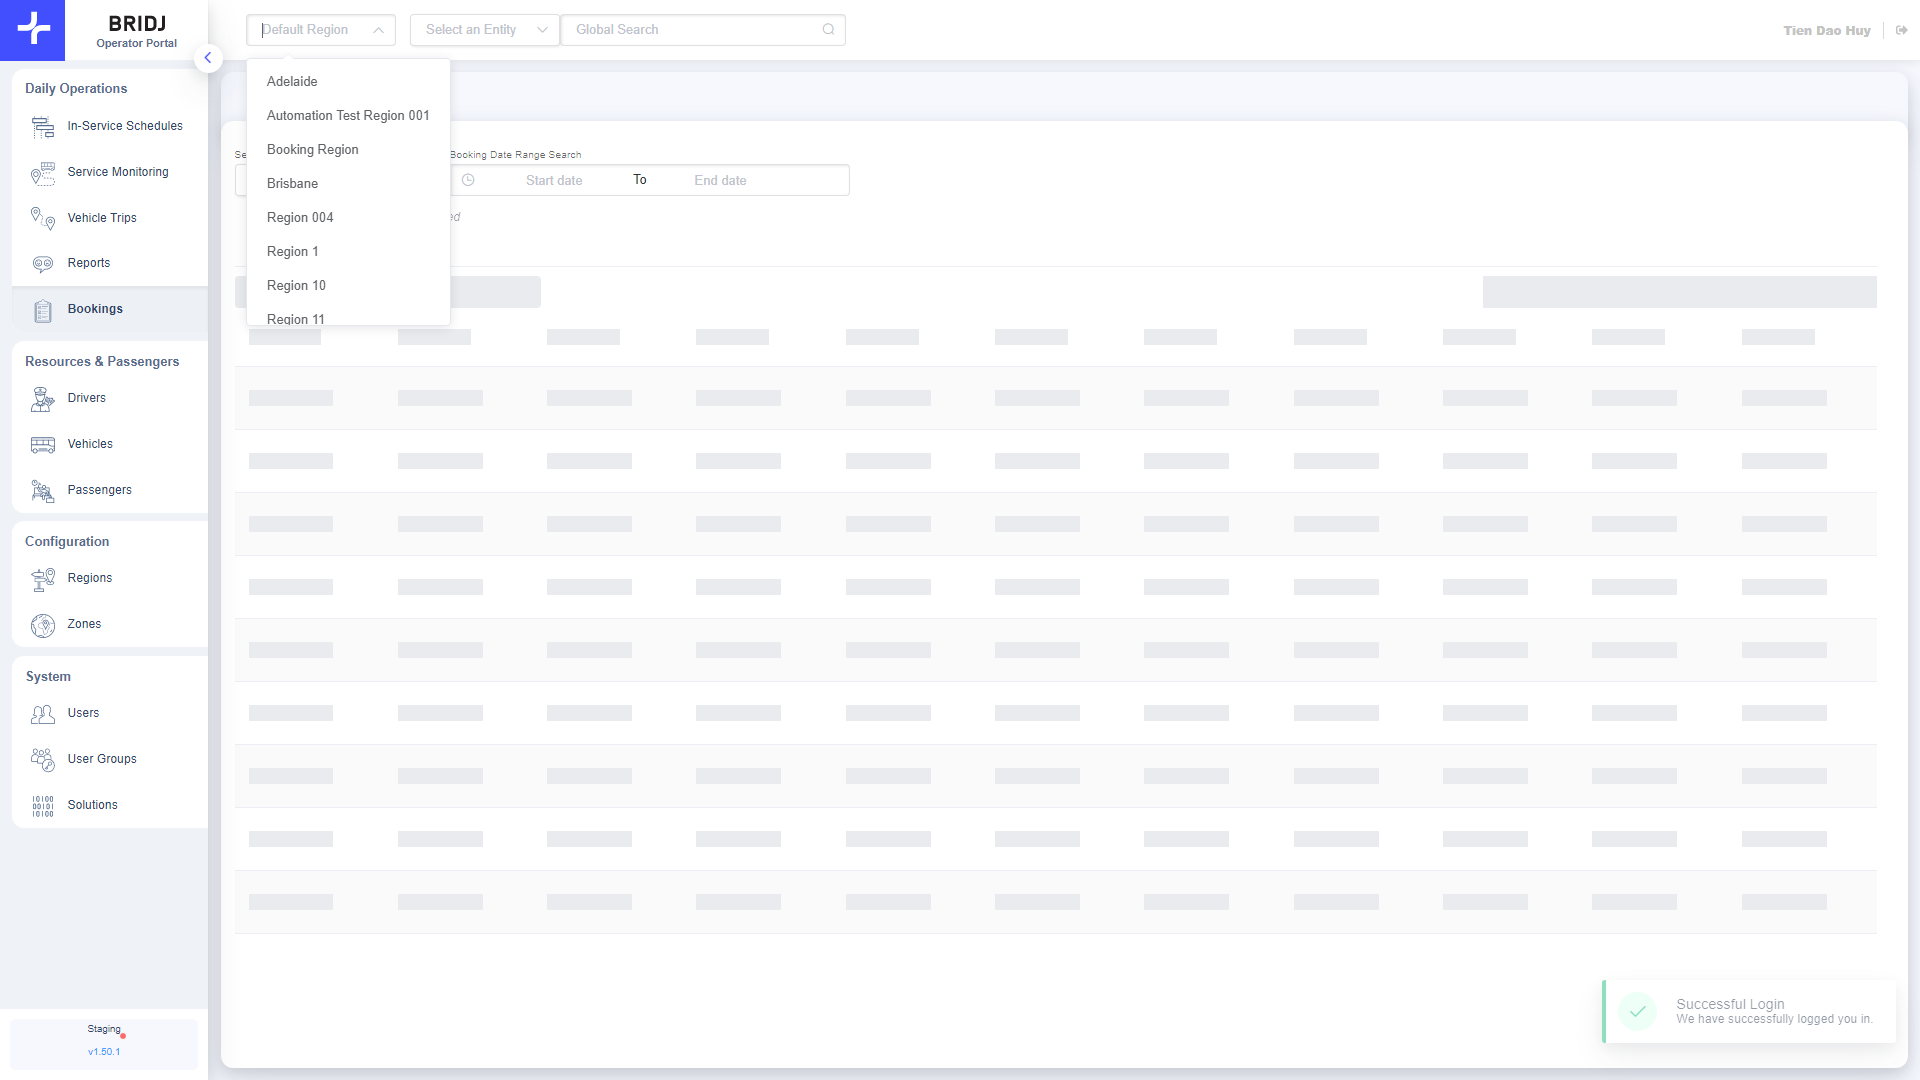 BRIDJ
Operator Portal
Default Region
Select an Entity
Global Search
Tien Dao Huy
Daily Operations
In-Service Schedules
Service Monitoring
Vehicle Trips
Reports
Bookings
Resources & Passengers
Drivers
Vehicles
Passengers
Configuration
Regions
Zones
System
Users
User Groups
Solutions
Staging
v1.50.1
Adelaide
Automation Test Region 001
Booking Region
Brisbane
Region 004
Region 1
Region 10
Region 11
Se
Booking Date Range Search
Start date
To
End date
ed
Successful Login
We have successfully logged you in.